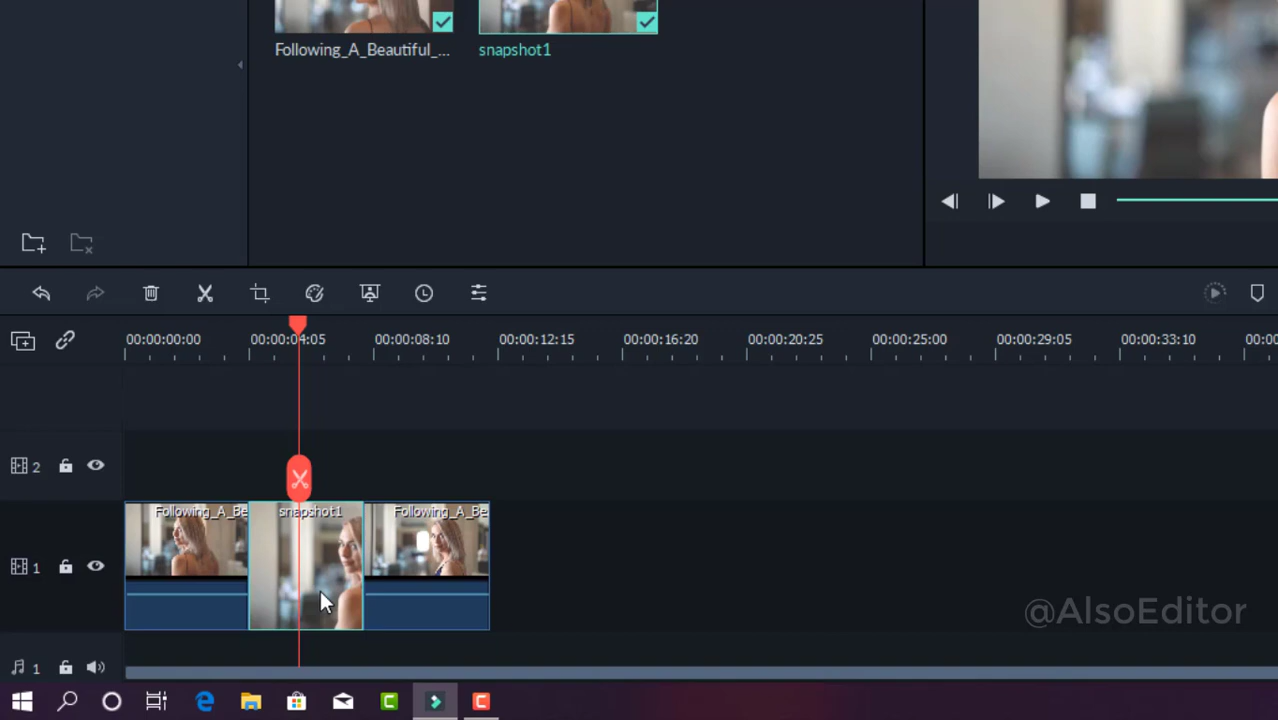 Following_A_Beautiful_...
snapshot1
00:00:00:00
00:00:04:05
00:00:08:10
00:00:12:15
00:00:16:20
00:00:20:25
00:00:25:00
00:00:29:05
00:00:33:10
00:00
2
Following_A_Be
snapshot1
Following_A_Be
1
@AlsoEditor
1